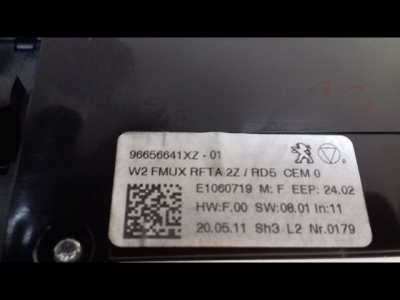 13
96656641XZ - 01
W2 FMUX RFTA 2Z / RD5 CEM 0
E1060719 M: F EEP: 24.02
HW:F.00 SW:08.01 In:11
20.05.11 Sh3 L2 Nr.0179